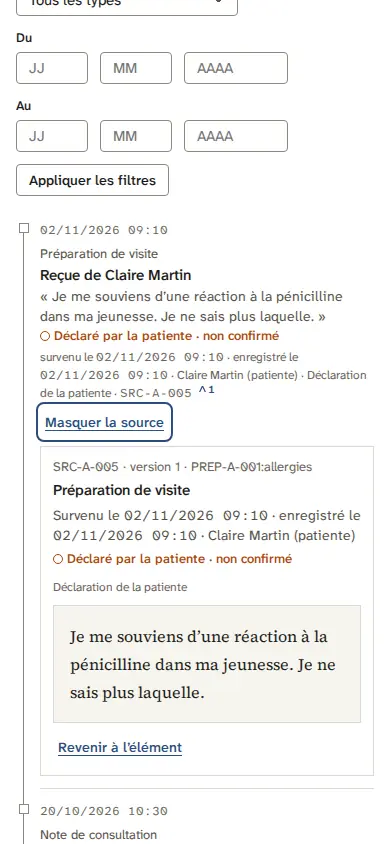 Tous les types
Du
JJ MM AAAA
Au
JJ MM AAAA
Appliquer les filtres
02/11/2026 09:10
Préparation de visite
Reçue de Claire Martin
« Je me souviens d'une réaction à la pénicilline
dans ma jeunesse. Je ne sais plus laquelle. »
Déclaré par la patiente · non confirmé
survenu le 02/11/2026 09:10 · enregistré le
02/11/2026 09:10 · Claire Martin (patiente) · Déclaration
de la patiente · SRC-A-005 ^1
Masquer la source
SRC-A-005 · version 1 · PREP-A-001:allergies
Préparation de visite
Survenu le 02/11/2026 09:10 · enregistré le
02/11/2026 09:10 · Claire Martin (patiente)
Déclaré par la patiente · non confirmé
Déclaration de la patiente
Je me souviens d'une réaction à la
pénicilline dans ma jeunesse. Je ne
sais plus laquelle.
Revenir à l'élément
20/10/2026 10:30
Note de consultation